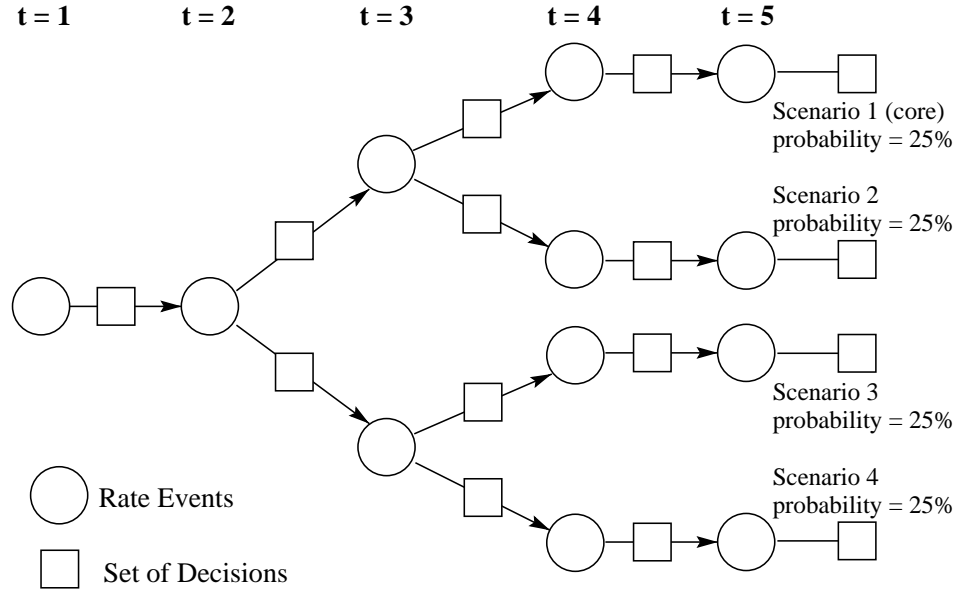 t = 1 t = 2 t = 3 t = 4 t = 5
Scenario 1 (core)
probability = 25%
Scenario 2
probability = 25%
Scenario 3
probability = 25%
Scenario 4
probability = 25%
Rate Events
Set of Decisions